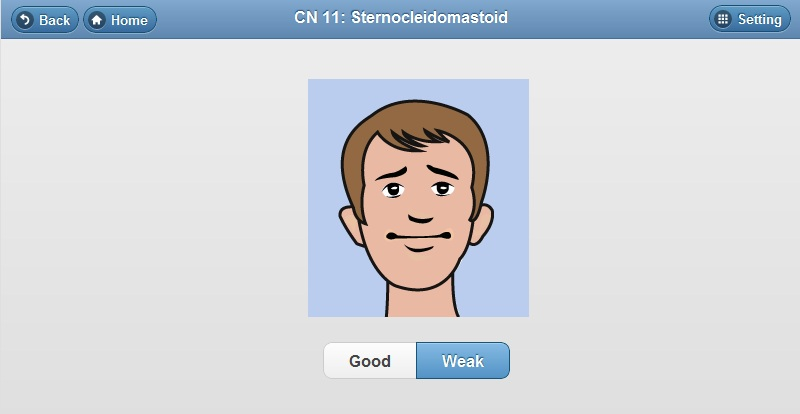 Back
Home
CN 11: Sternocleidomastoid
Setting
Good
Weak